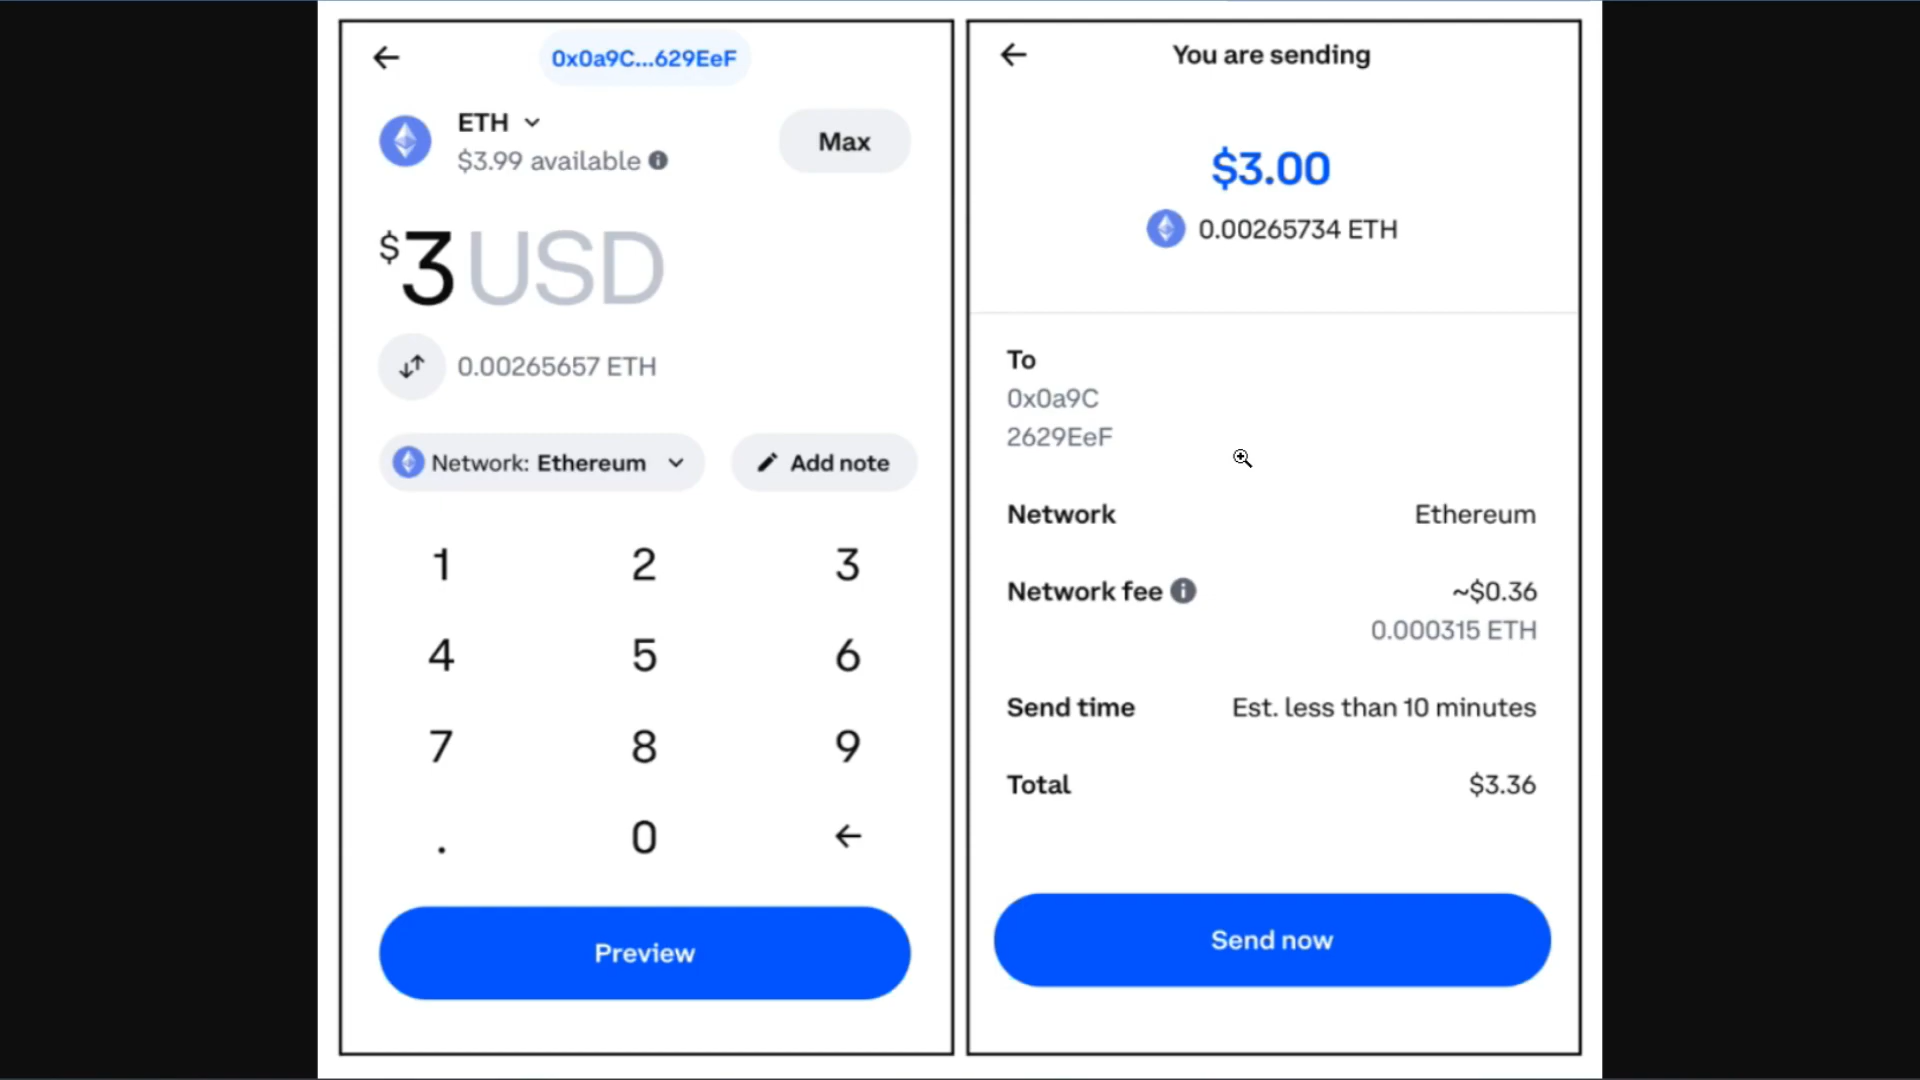 0x0a9C...629EeF
ETH
$3.99 available
Max
$3 USD
0.00265657 ETH
Network: Ethereum
Add note
1 2 3
4 5 6
7 8 9
. 0
Preview
You are sending
$3.00
0.00265734 ETH
To
0x0a9C
2629EeF
Network Ethereum
Network fee ~$0.36
0.000315 ETH
Send time Est. less than 10 minutes
Total $3.36
Send now